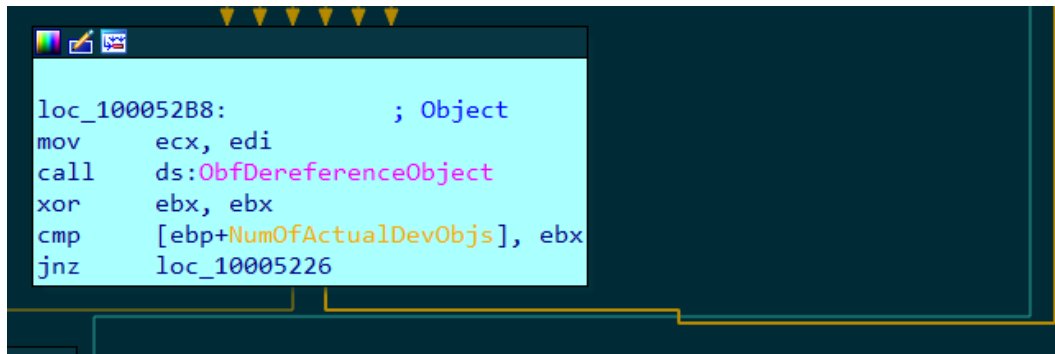 loc_100052B8: ; Object
mov ecx, edi
call ds:ObfDereferenceObject
xor ebx, ebx
cmp [ebp+NumOfActualDevObjs], ebx
jnz loc_10005226